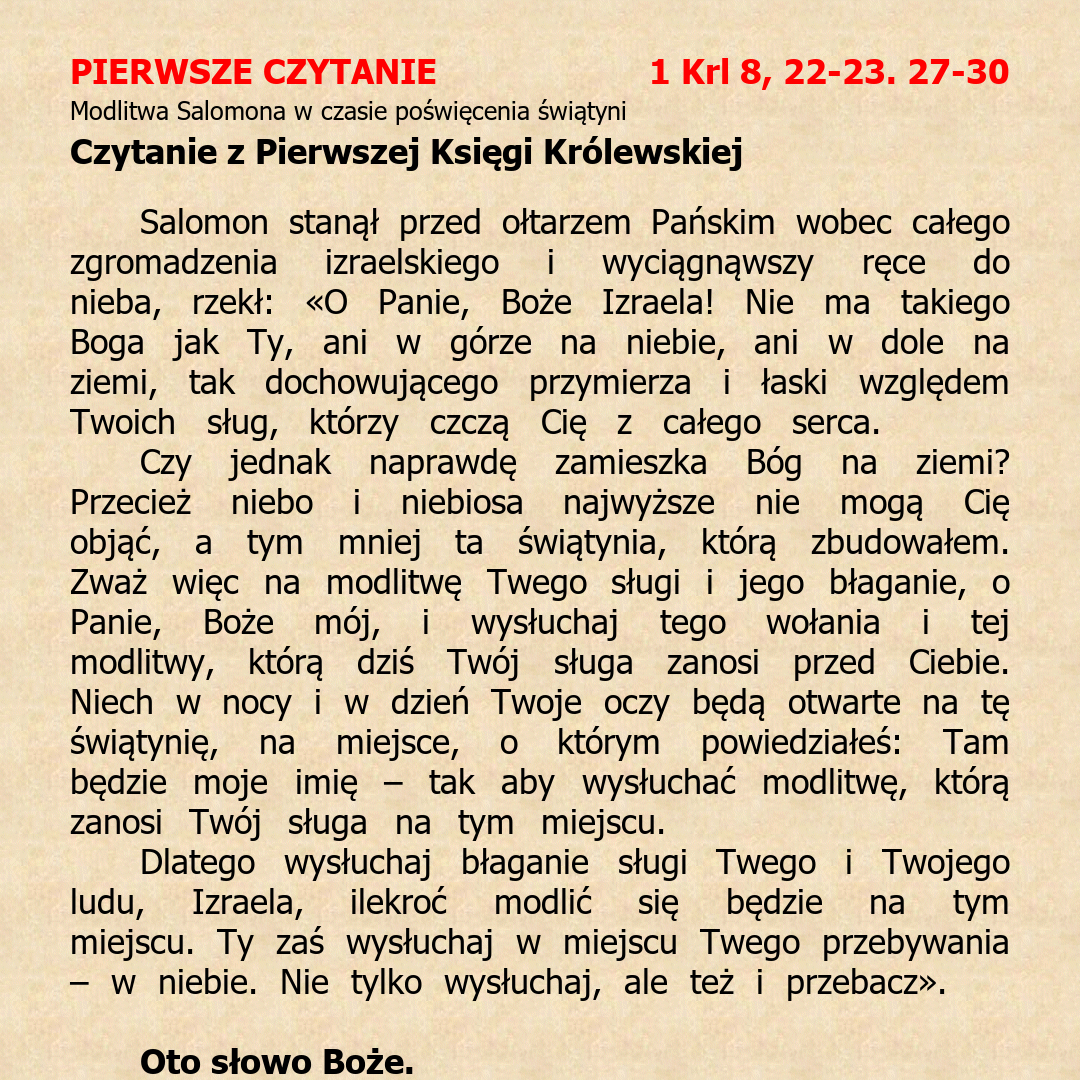 PIERWSZE CZYTANIE 1 Krl 8, 22-23. 27-30
Modlitwa Salomona w czasie poświęcenia świątyni
Czytanie z Pierwszej Księgi Królewskiej
Salomon stanął przed ołtarzem Pańskim wobec całego
zgromadzenia izraelskiego i wyciągnąwszy ręce do
nieba, rzekł: «O Panie, Boże Izraela! Nie ma takiego
Boga jak Ty, ani w górze na niebie, ani w dole na
ziemi, tak dochowującego przymierza i łaski względem
Twoich sług, którzy czczą Cię z całego serca.
Czy jednak naprawdę zamieszka Bóg na ziemi?
Przecież niebo i niebiosa najwyższe nie mogą Cię
objąć, a tym mniej ta świątynia, którą zbudowałem.
Zważ więc na modlitwę Twego sługi i jego błaganie, o
Panie, Boże mój, i wysłuchaj tego wołania i tej
modlitwy, którą dziś Twój sługa zanosi przed Ciebie.
Niech w nocy i w dzień Twoje oczy będą otwarte na tę
świątynię, na miejsce, o którym powiedziałeś: Tam
będzie moje imię – tak aby wysłuchać modlitwę, którą
zanosi Twój sługa na tym miejscu.
Dlatego wysłuchaj błaganie sługi Twego i Twojego
ludu, Izraela, ilekroć modlić się będzie na tym
miejscu. Ty zaś wysłuchaj w miejscu Twego przebywania
– w niebie. Nie tylko wysłuchaj, ale też i przebacz».
Oto słowo Boże.